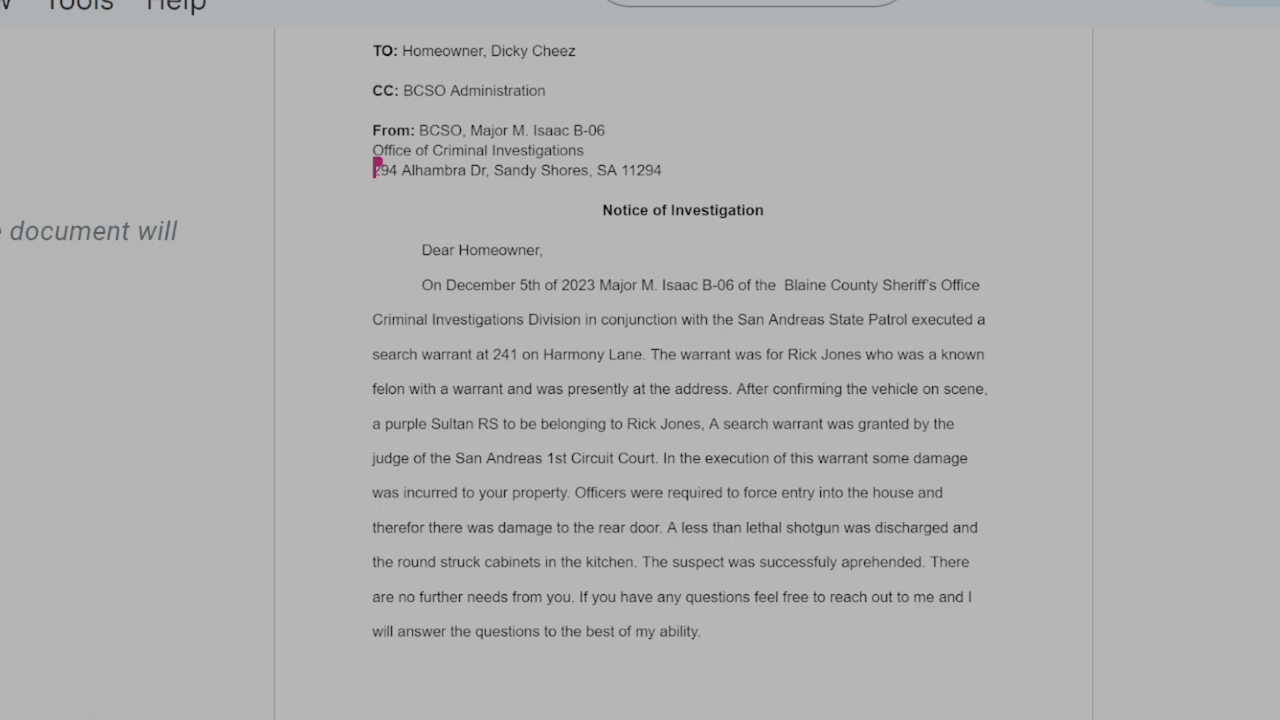 Tools Help
TO: Homeowner, Dicky Cheez
CC: BCSO Administration
From: BCSO, Major M. Isaac B-06
Office of Criminal Investigations
294 Alhambra Dr, Sandy Shores, SA 11294
Notice of Investigation
document will
Dear Homeowner,
On December 5th of 2023 Major M. Isaac B-06 of the Blaine County Sheriff's Office
Criminal Investigations Division in conjunction with the San Andreas State Patrol executed a
search warrant at 241 on Harmony Lane. The warrant was for Rick Jones who was a known
felon with a warrant and was presently at the address. After confirming the vehicle on scene,
a purple Sultan RS to be belonging to Rick Jones, A search warrant was granted by the
judge of the San Andreas 1st Circuit Court. In the execution of this warrant some damage
was incurred to your property. Officers were required to force entry into the house and
therefor there was damage to the rear door. A less than lethal shotgun was discharged and
the round struck cabinets in the kitchen. The suspect was successfuly aprehended. There
are no further needs from you. If you have any questions feel free to reach out to me and I
will answer the questions to the best of my ability.